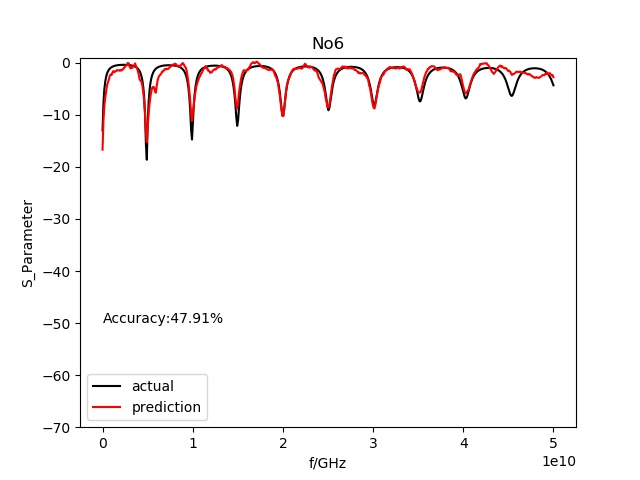 No6
0
−10
−20
−30
−40
−50
−60
−70
S_Parameter
Accuracy:47.91%
actual
prediction
0 1 2 3 4 5
1e10
f/GHz